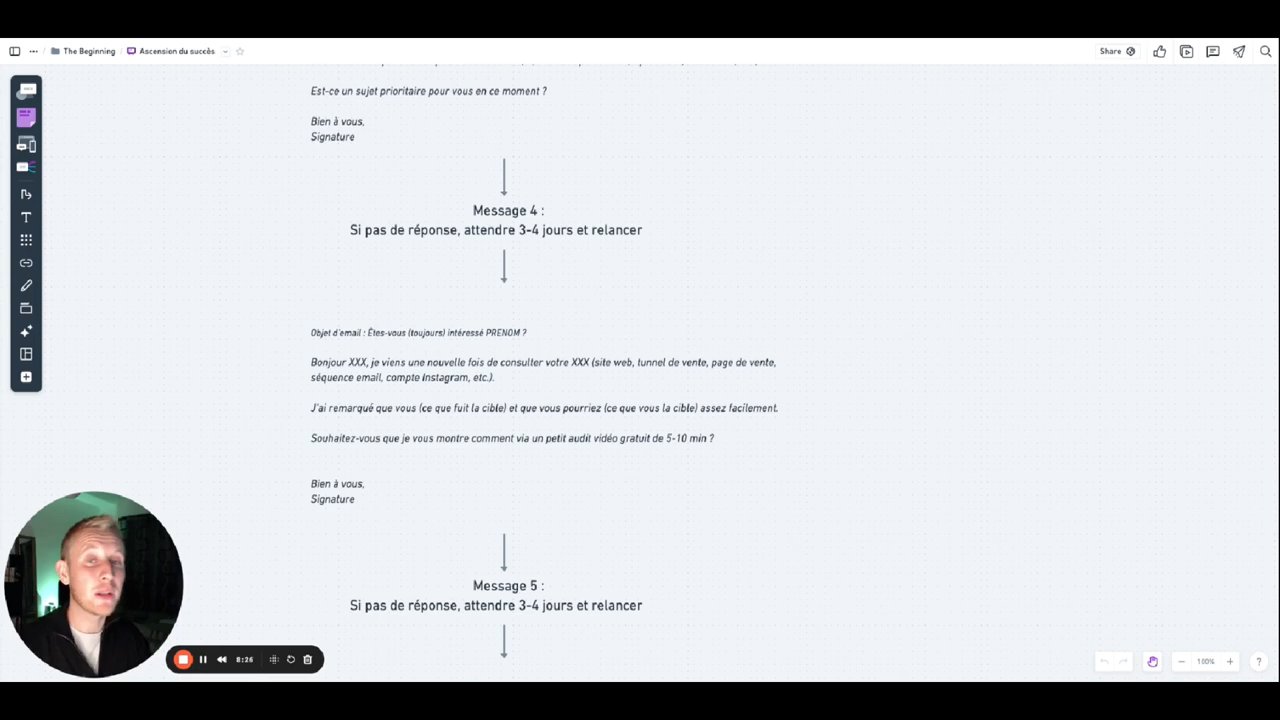 The Beginning / Ascension du succès
Share
Est-ce un sujet prioritaire pour vous en ce moment ?
Bien à vous,
Signature
Message 4 :
Si pas de réponse, attendre 3-4 jours et relancer
Objet d'email : Êtes-vous (toujours) intéressé PRENOM ?
Bonjour XXX, je viens une nouvelle fois de consulter votre XXX (site web, tunnel de vente, page de vente,
séquence email, compte Instagram, etc.).
J'ai remarqué que vous (ce que fuit la cible) et que vous pourriez (ce que vous la cible) assez facilement.
Souhaitez-vous que je vous montre comment via un petit audit vidéo gratuit de 5-10 min ?
Bien à vous,
Signature
Message 5 :
Si pas de réponse, attendre 3-4 jours et relancer
8:26
100%